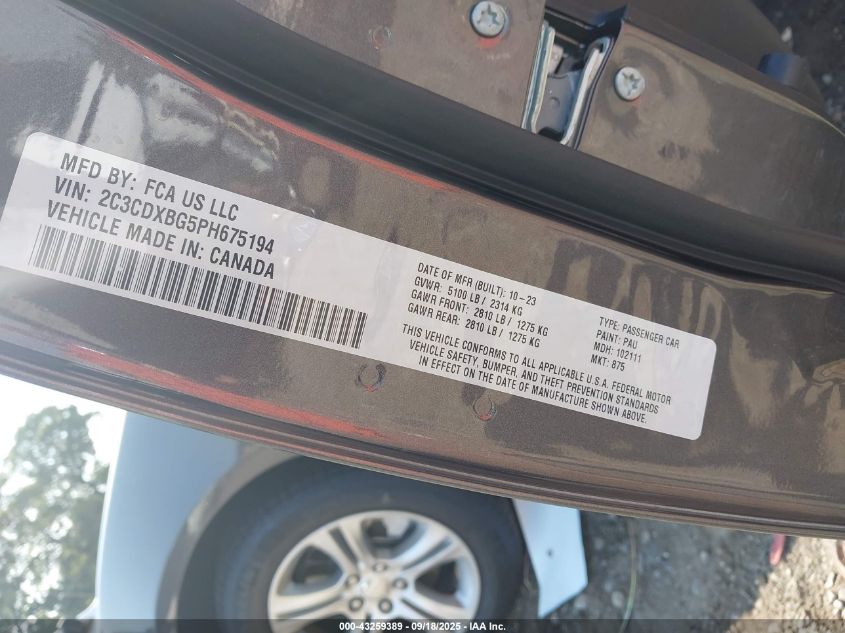 MFD BY: FCA US LLC
VIN: 2C3CDXBG5PH675194
VEHICLE MADE IN: CANADA
DATE OF MFR (BUILT): 10-23
GVWR: 5100 LB / 2314 KG
GAWR FRONT: 2810 LB / 1275 KG
GAWR REAR: 2810 LB / 1275 KG
TYPE: PASSENGER CAR
PAINT: PAU
MDH: 102111
MKT: 875
THIS VEHICLE CONFORMS TO ALL APPLICABLE U.S.A. FEDERAL MOTOR
VEHICLE SAFETY, BUMPER, AND THEFT PREVENTION STANDARDS
IN EFFECT ON THE DATE OF MANUFACTURE SHOWN ABOVE.
000-43259389 - 09/18/2025 - IAA Inc.